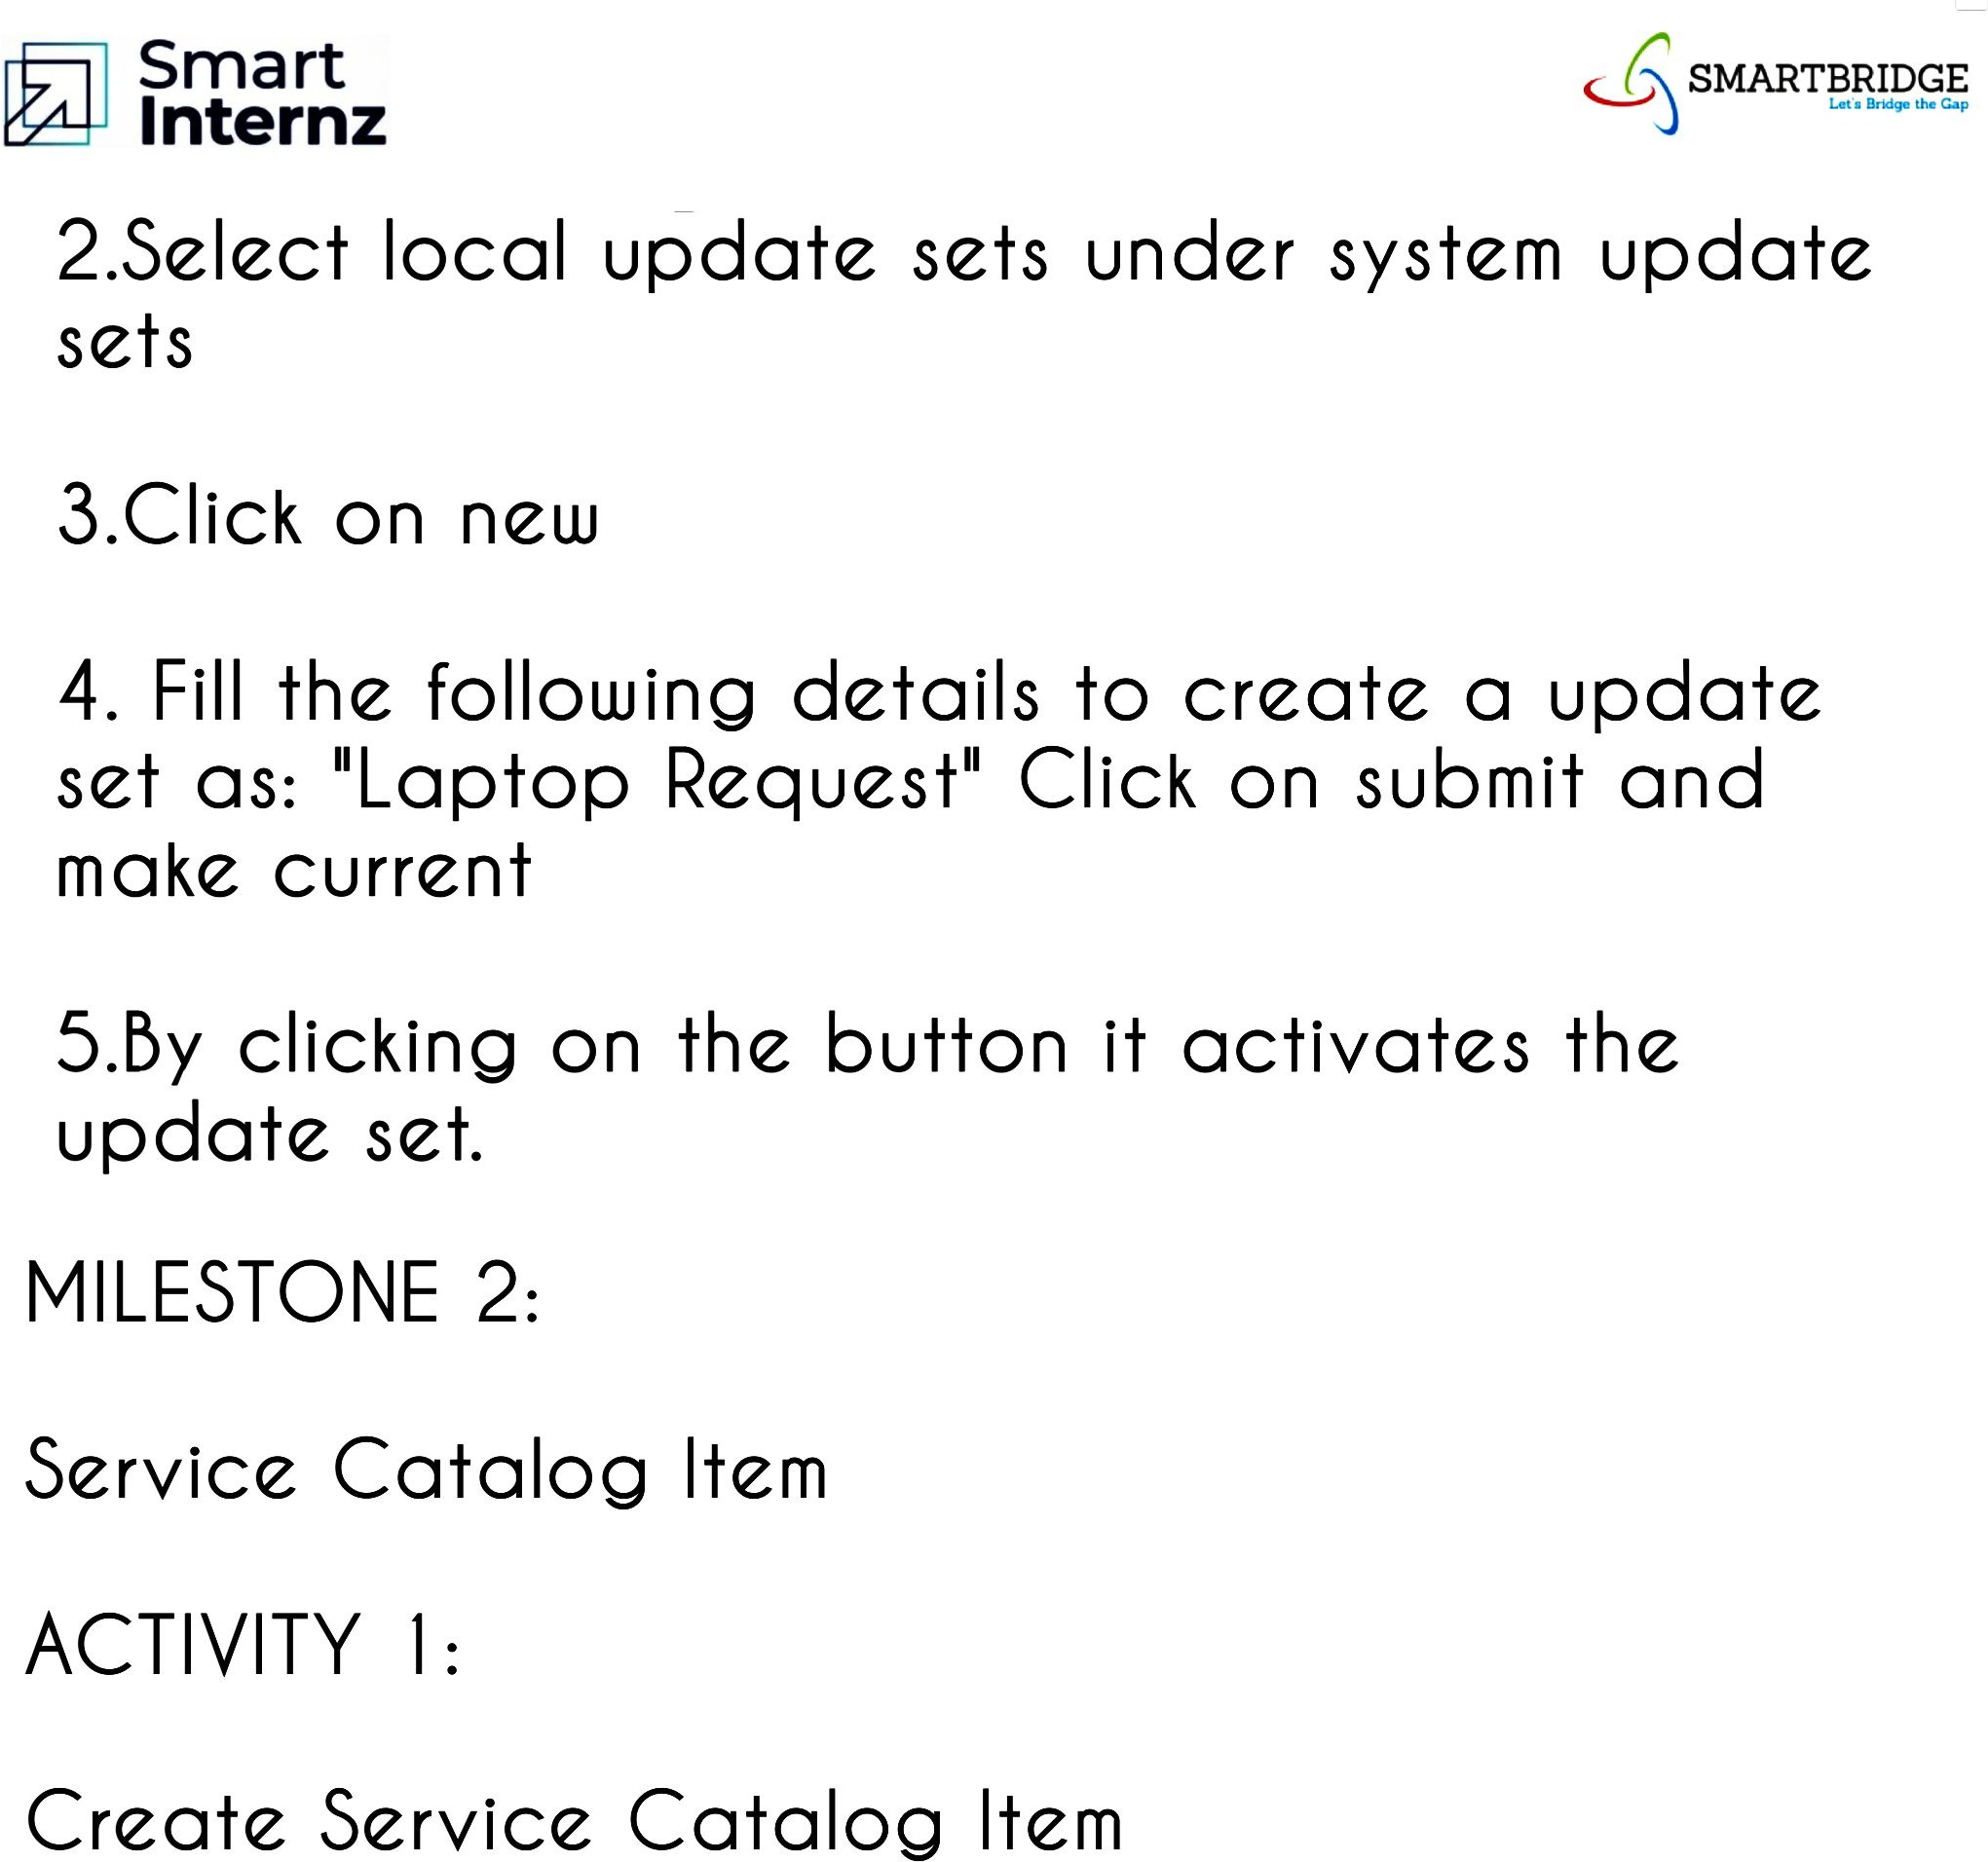 Smart
Internz
SMARTBRIDGE
Let's Bridge the Gap
2.Select local update sets under system update
sets
3.Click on new
4. Fill the following details to create a update
set as: "Laptop Request" Click on submit and
make current
5.By clicking on the button it activates the
update set.
MILESTONE 2:
Service Catalog Item
ACTIVITY 1:
Create Service Catalog Item